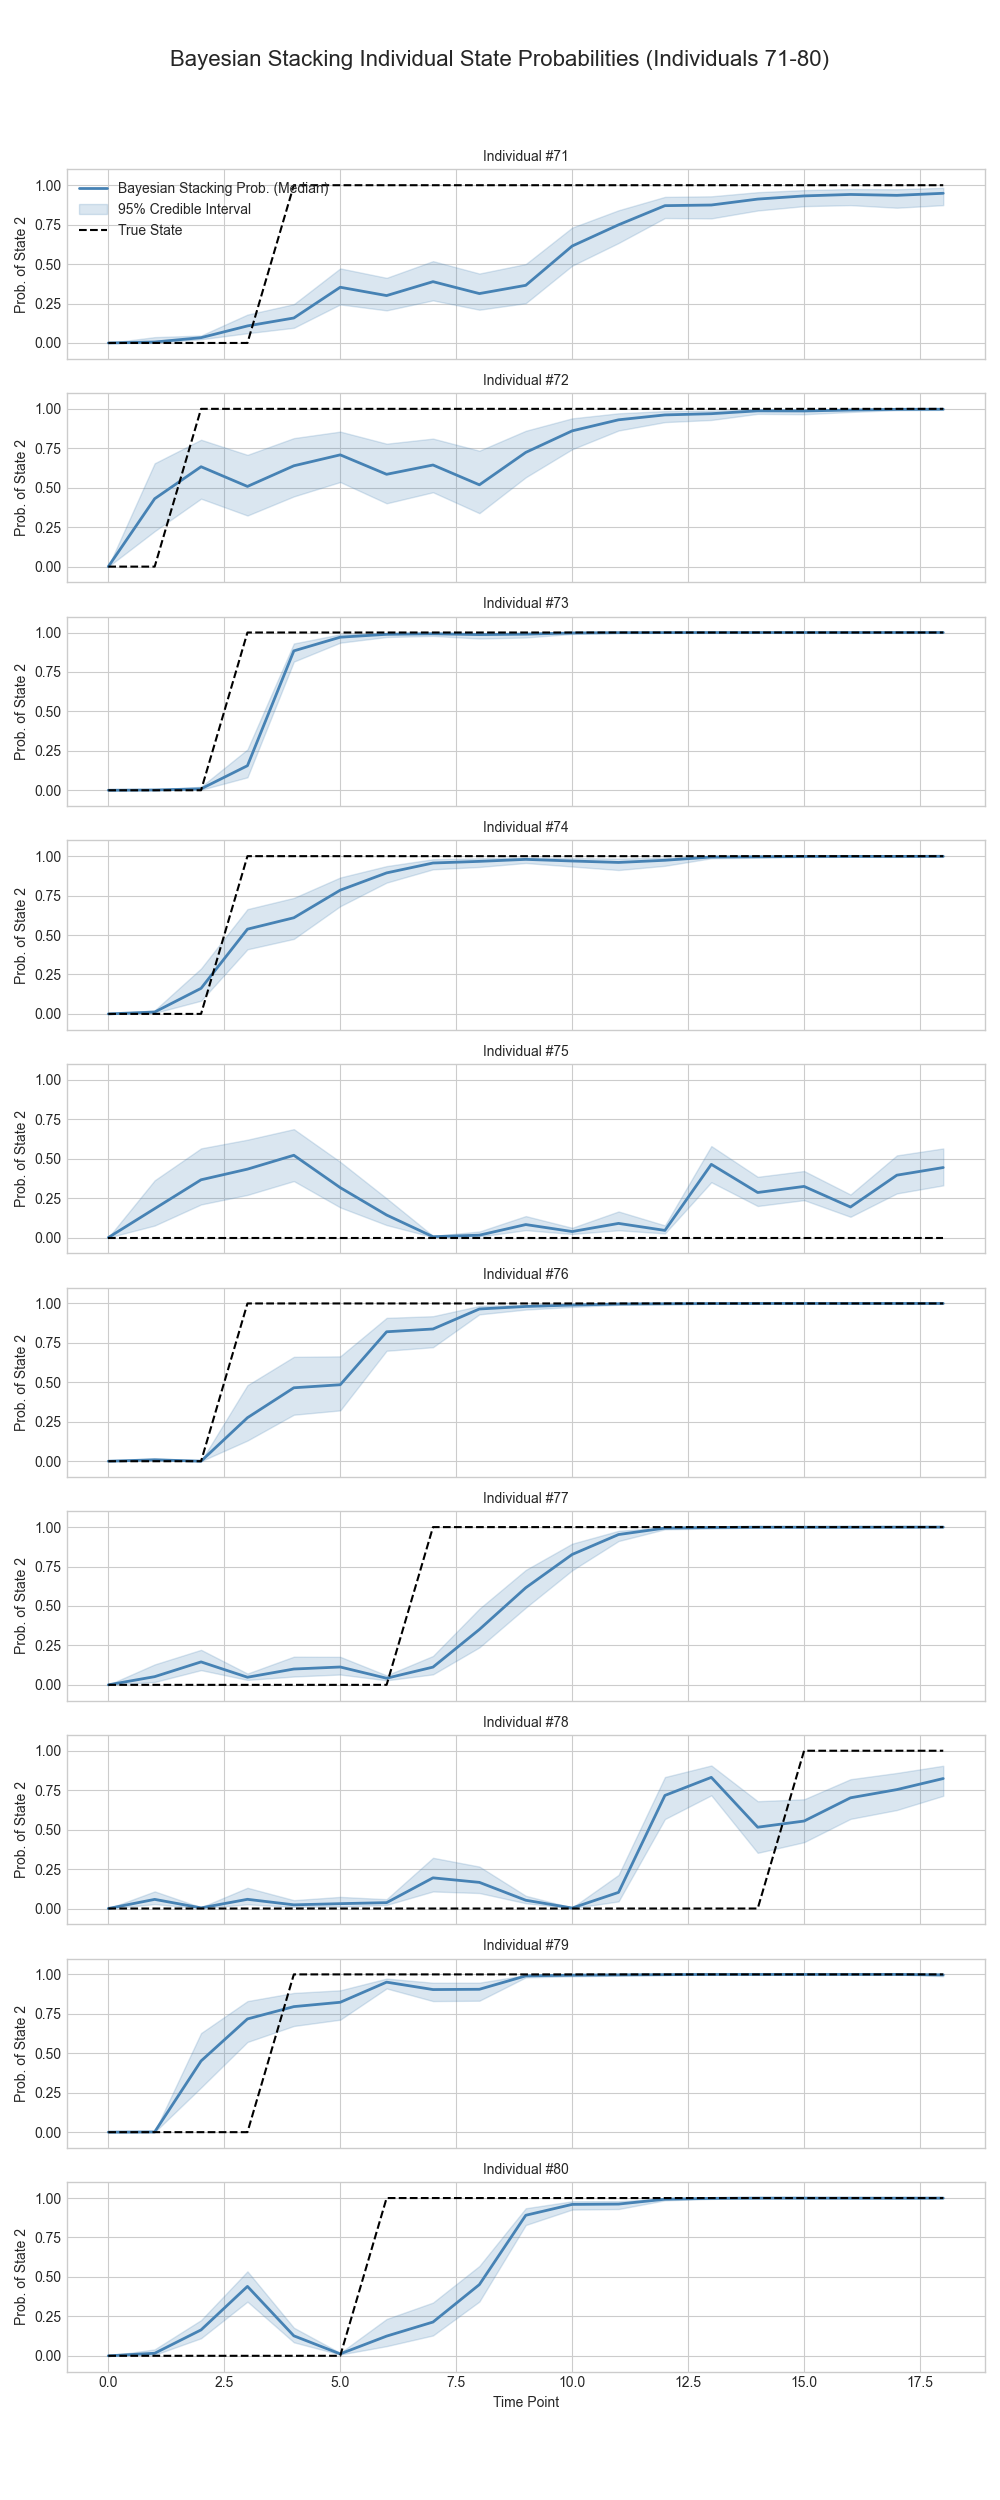 Bayesian Stacking Individual State Probabilities (Individuals 71-80)
Individual #71
Bayesian Stacking Prob. (Median)
95% Credible Interval
True State
1.00
0.75
0.50
0.25
0.00
Prob. of State 2
Individual #72
1.00
0.75
0.50
0.25
0.00
Prob. of State 2
Individual #73
1.00
0.75
0.50
0.25
0.00
Prob. of State 2
Individual #74
1.00
0.75
0.50
0.25
0.00
Prob. of State 2
Individual #75
1.00
0.75
0.50
0.25
0.00
Prob. of State 2
Individual #76
1.00
0.75
0.50
0.25
0.00
Prob. of State 2
Individual #77
1.00
0.75
0.50
0.25
0.00
Prob. of State 2
Individual #78
1.00
0.75
0.50
0.25
0.00
Prob. of State 2
Individual #79
1.00
0.75
0.50
0.25
0.00
Prob. of State 2
Individual #80
1.00
0.75
0.50
0.25
0.00
Prob. of State 2
0.0 2.5 5.0 7.5 10.0 12.5 15.0 17.5
Time Point